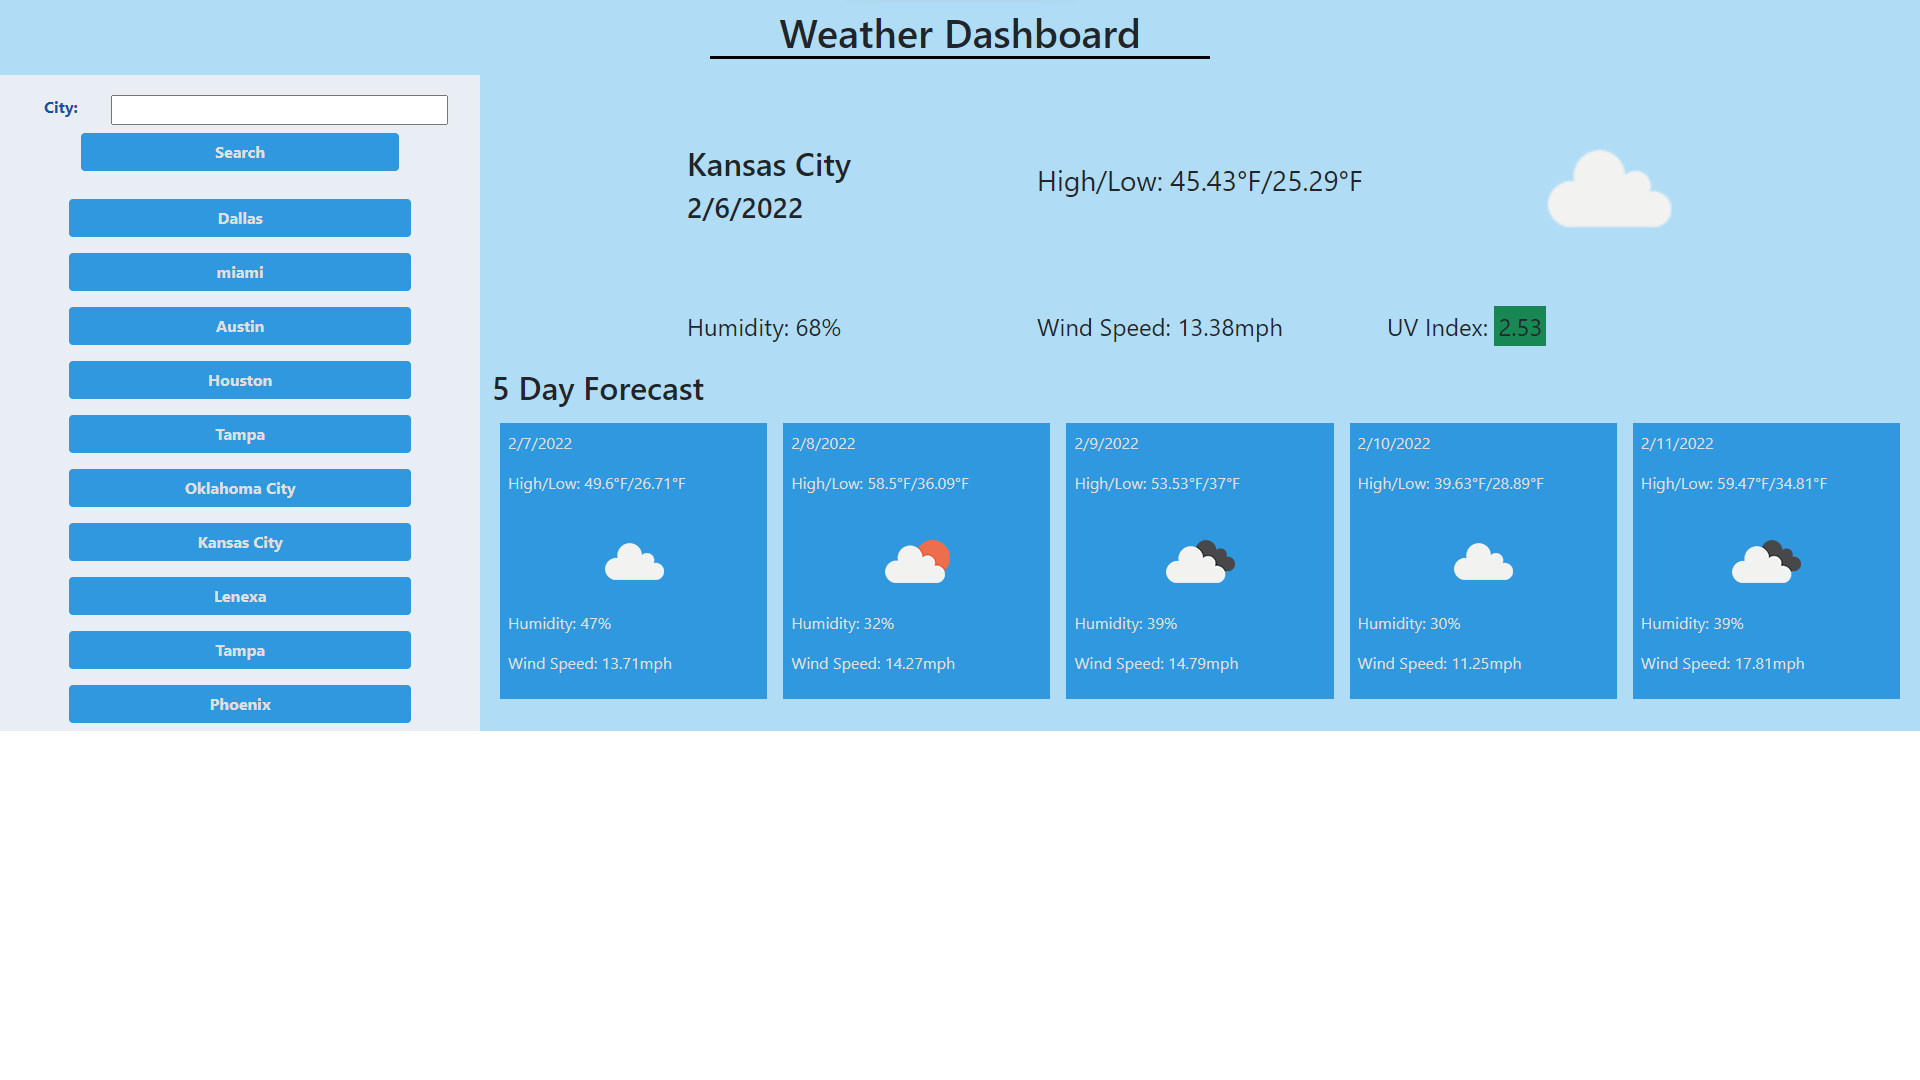 Weather Dashboard
City:
Search
Dallas
miami
Austin
Houston
Tampa
Oklahoma City
Kansas City
Lenexa
Tampa
Phoenix
Kansas City
2/6/2022
High/Low: 45.43°F/25.29°F
Humidity: 68%
Wind Speed: 13.38mph
UV Index: 2.53
5 Day Forecast
2/7/2022
High/Low: 49.6°F/26.71°F
Humidity: 47%
Wind Speed: 13.71mph
2/8/2022
High/Low: 58.5°F/36.09°F
Humidity: 32%
Wind Speed: 14.27mph
2/9/2022
High/Low: 53.53°F/37°F
Humidity: 39%
Wind Speed: 14.79mph
2/10/2022
High/Low: 39.63°F/28.89°F
Humidity: 30%
Wind Speed: 11.25mph
2/11/2022
High/Low: 59.47°F/34.81°F
Humidity: 39%
Wind Speed: 17.81mph